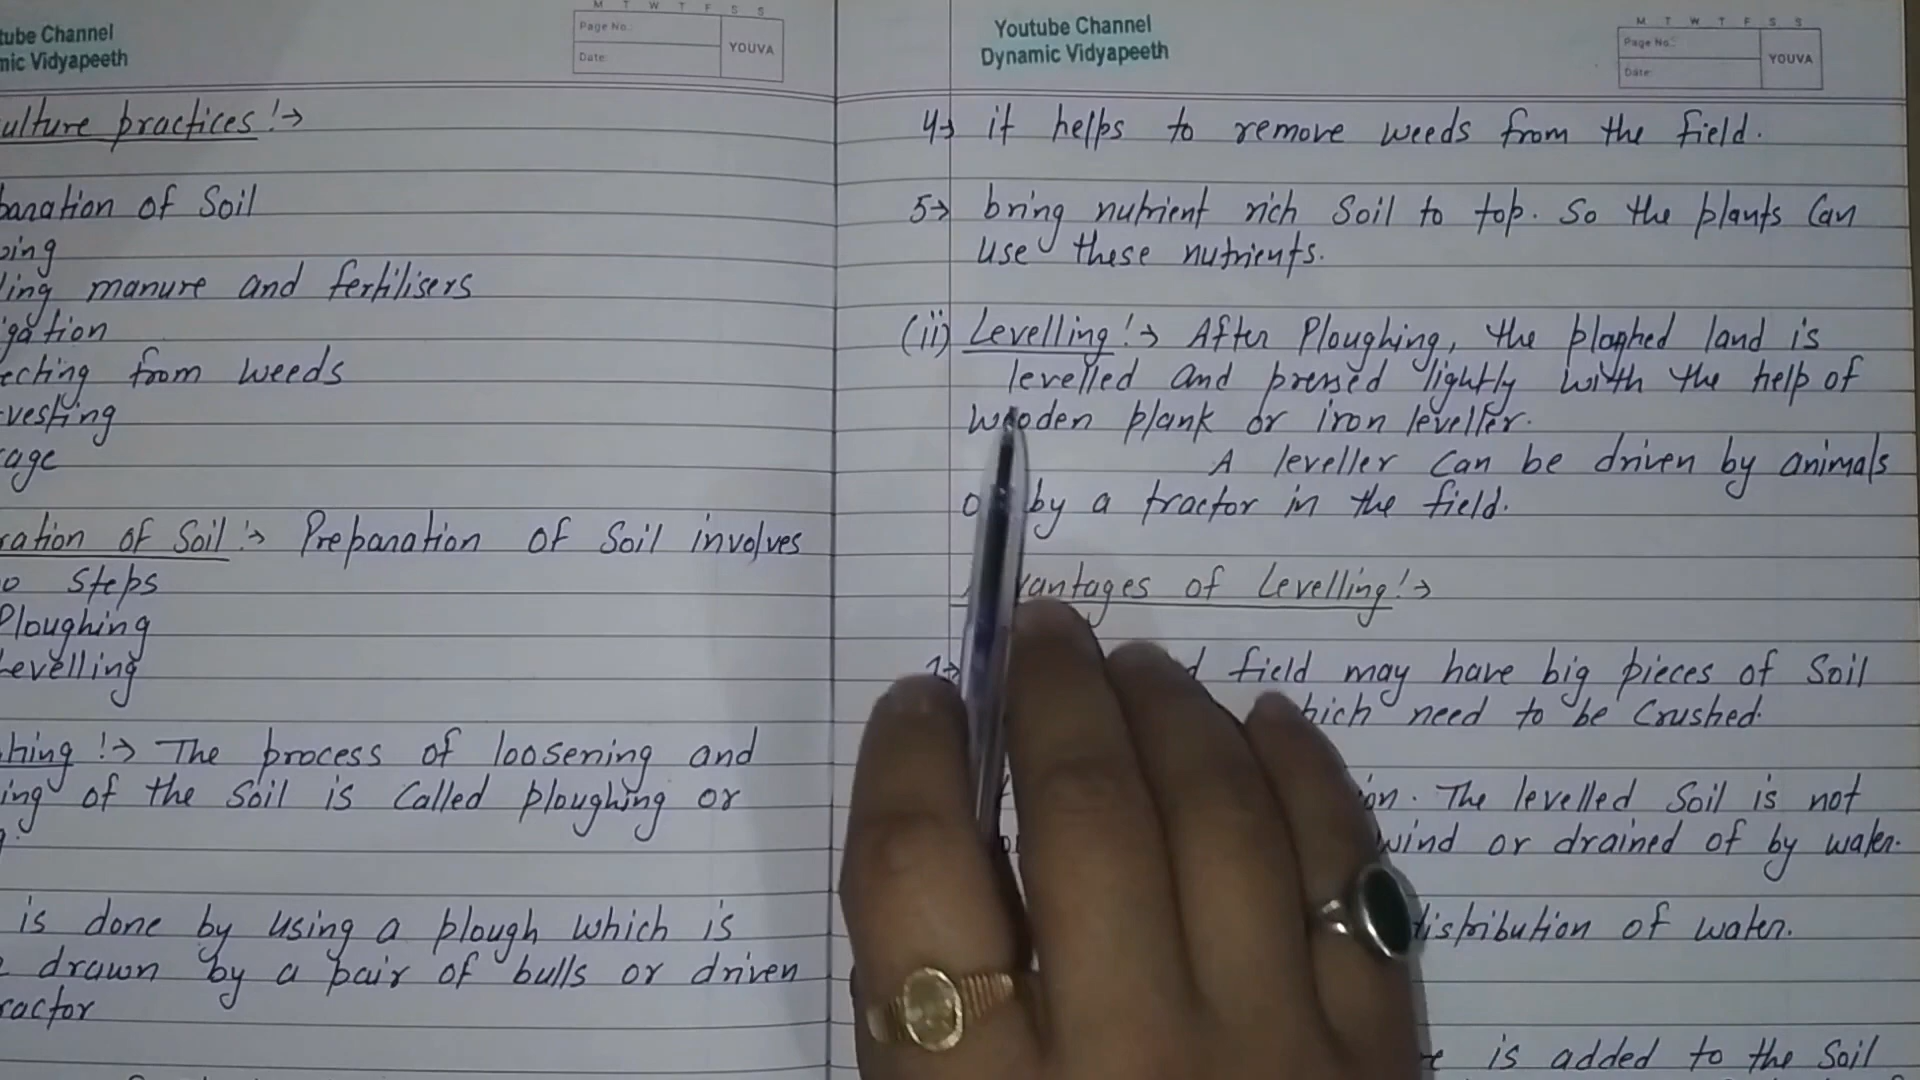 tube Channel
mic Vidyapeeth
M T W T F S S
Page No.:
Date:
YOUVA
ulture practices !→
paration of Soil
ing
ing manure and fertilisers
gation
ecting from weeds
vesting
age
ration of Soil :→ Preparation of Soil involves
o Steps
Ploughing
Levelling
hing !→ The process of loosening and
ing of the Soil is Called ploughing or
is done by using a plough which is
drawn by a pair of bulls or driven
ractor
Youtube Channel
Dynamic Vidyapeeth
M T W T F S S
Page No.:
Date:
YOUVA
4→ it helps to remove weeds from the field.
5→ bring nutrient rich Soil to top. So the plants Can
use these nutrients.
(ii) Levelling !→ After Ploughing, the plaghed land is
levelled and pressed lightly with the help of
wooden plank or iron leveller.
A leveller Can be driven by animals
by a tractor in the field.
vantages of Levelling !→
1→ d field may have big pieces of Soil
hich need to be Crushed.
on. The levelled Soil is not
wind or drained of by water.
distribution of water.
is added to the Soil